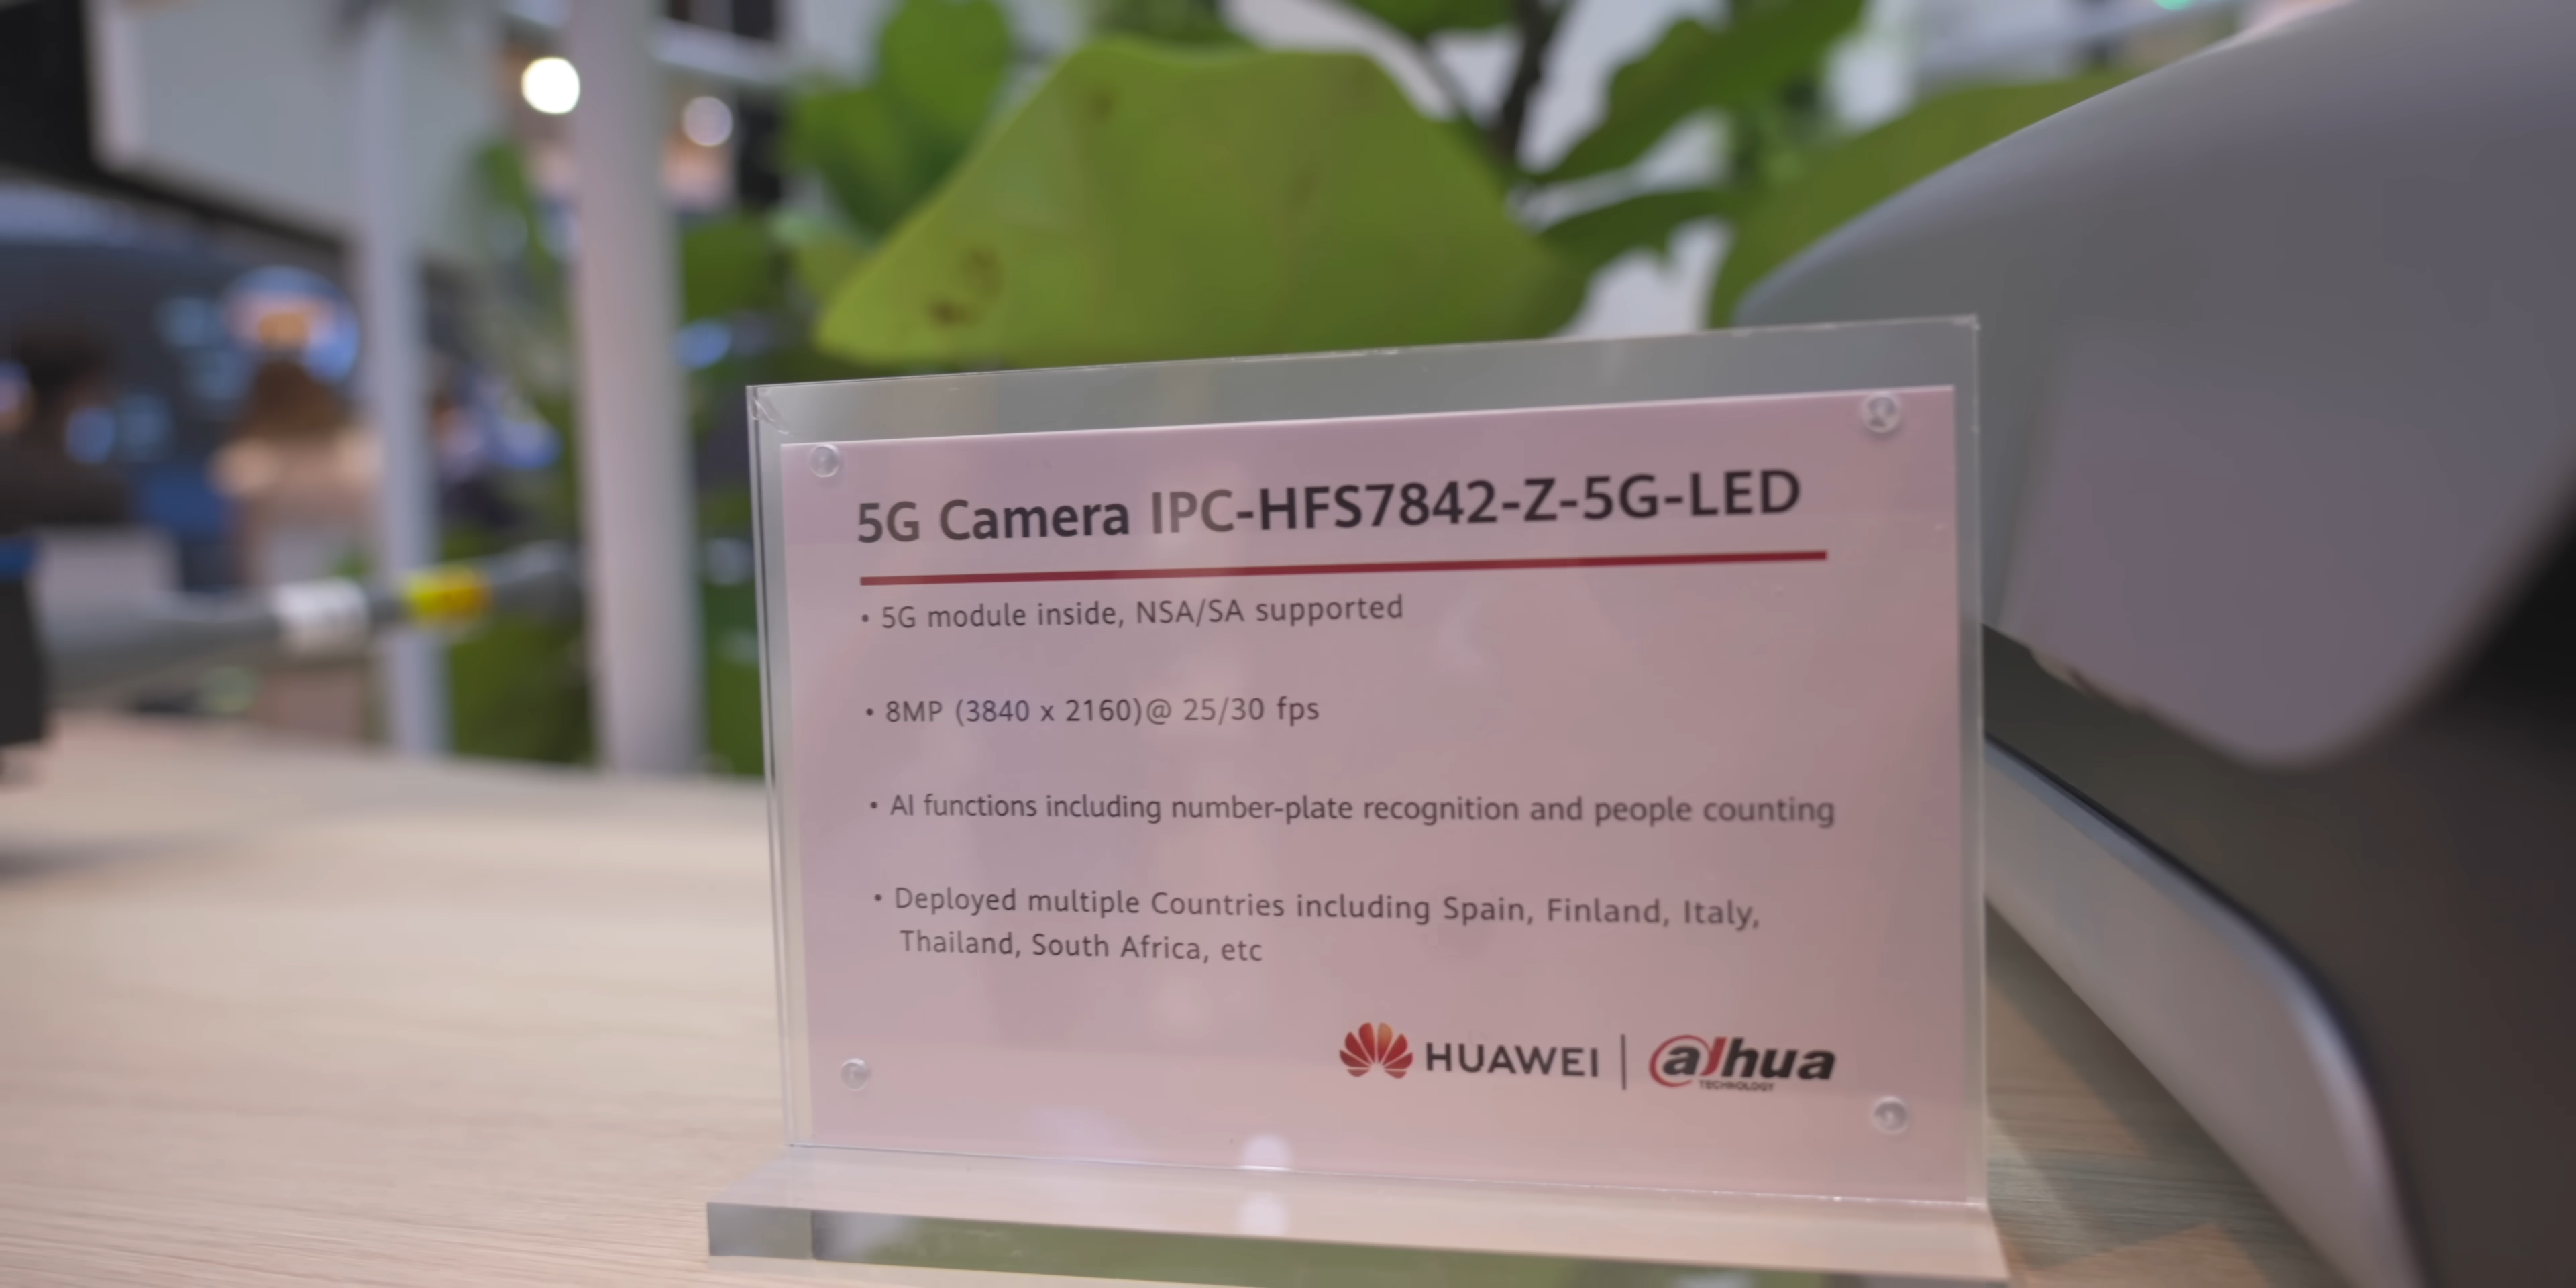 5G Camera IPC-HFS7842-Z-5G-LED
• 5G module inside, NSA/SA supported
• 8MP (3840 x 2160)@ 25/30 fps
• AI functions including number-plate recognition and people counting
• Deployed multiple Countries including Spain, Finland, Italy,
Thailand, South Africa, etc
HUAWEI | alhua
TECHNOLOGY